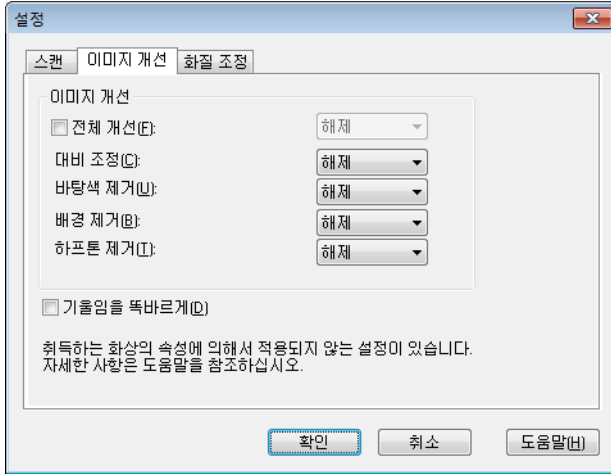 설정
스캔 이미지 개선 화질 조정
이미지 개선
전체 개선(F): 해제
대비 조정(C): 해제
바탕색 제거(U): 해제
배경 제거(B): 해제
하프톤 제거(T): 해제
기울임을 똑바르게(D)
취득하는 화상의 속성에 의해서 적용되지 않는 설정이 있습니다.
자세한 사항은 도움말을 참조하십시오.
확인 취소 도움말(H)